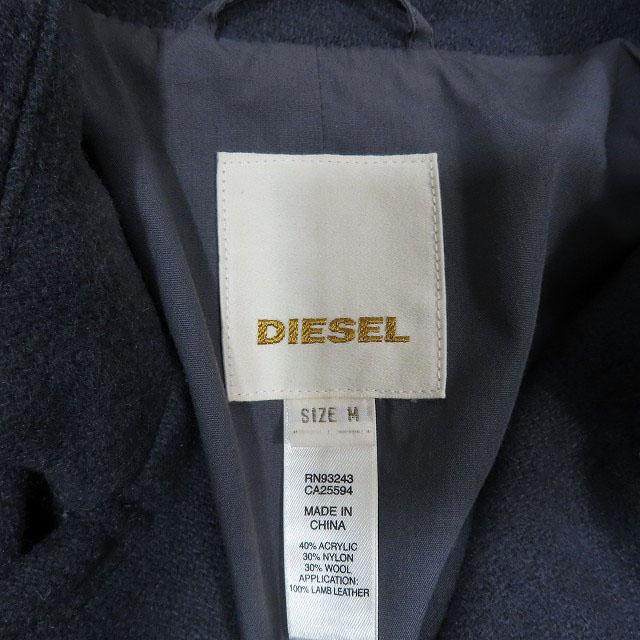 DIESEL
SIZE M
RN93243
CA25594
MADE IN
CHINA
40% ACRYLIC
30% NYLON
30% WOOL
APPLICATION:
100% LAMB LEATHER